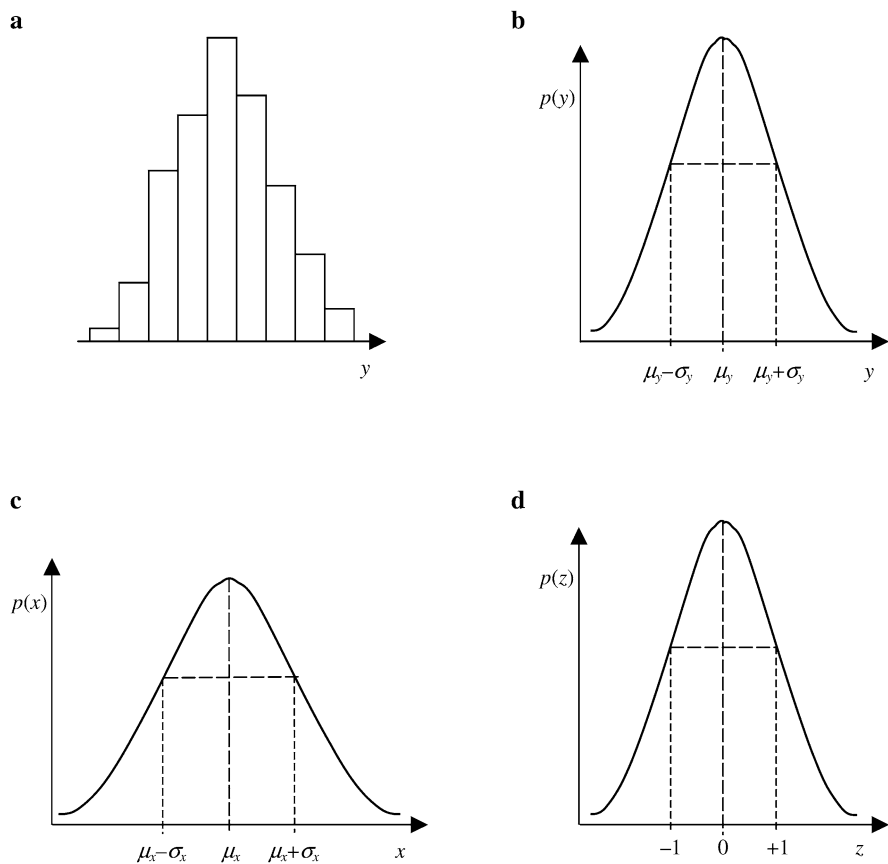 a
y
b
p(y)
μy−σy μy μy+σy y
c
p(x)
μx−σx μx μx+σx x
d
p(z)
−1 0 +1 z